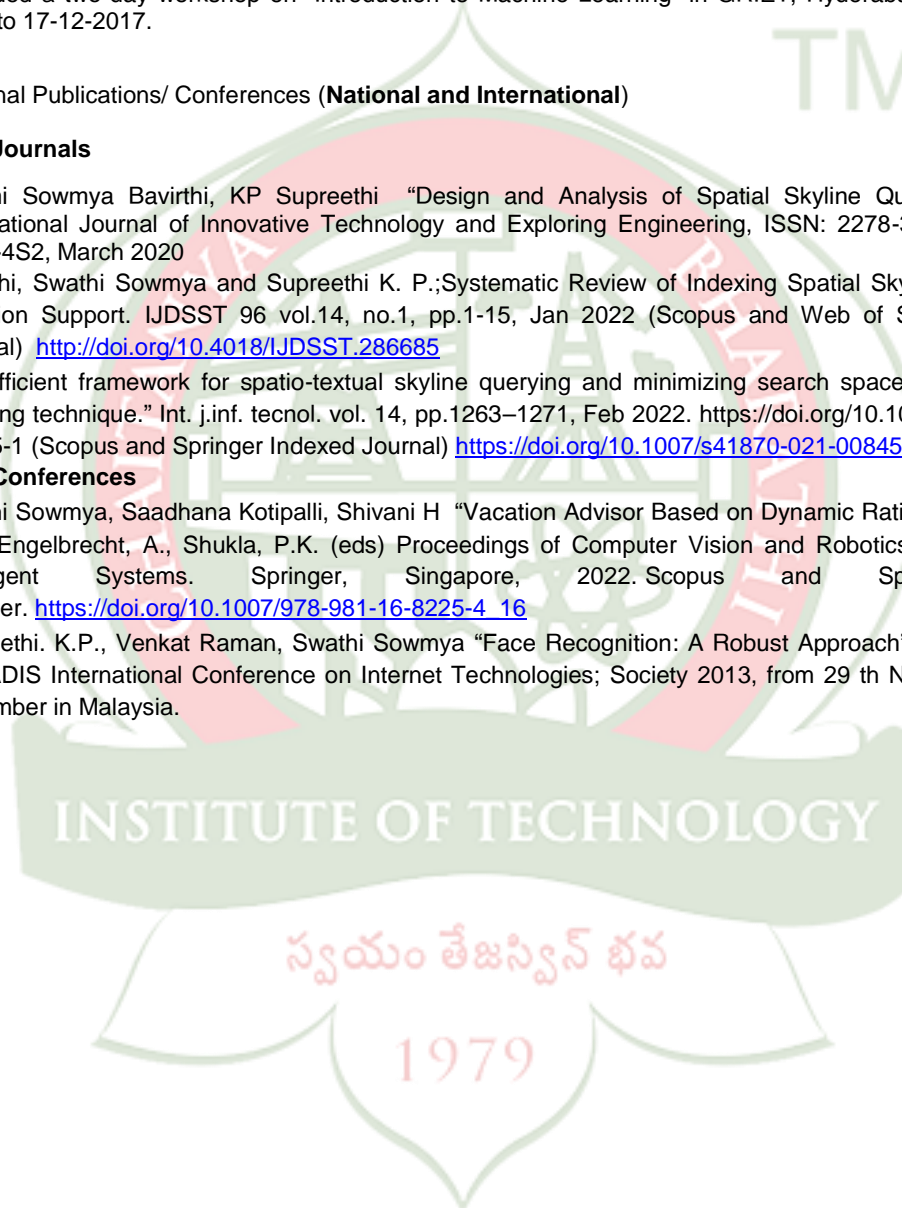 ded a two day workshop on "Introduction to Machine Learning" in GRIET, Hyderab
to 17-12-2017.
TM
nal Publications/ Conferences (National and International)
Journals
ni Sowmya Bavirthi, KP Supreethi "Design and Analysis of Spatial Skyline Qu
ational Journal of Innovative Technology and Exploring Engineering, ISSN: 2278-3
-4S2, March 2020
hi, Swathi Sowmya and Supreethi K. P.;Systematic Review of Indexing Spatial Sky
on Support. IJDSST 96 vol.14, no.1, pp.1-15, Jan 2022 (Scopus and Web of S
al) http://doi.org/10.4018/IJDSST.286685
fficient framework for spatio-textual skyline querying and minimizing search space
ng technique." Int. j.inf. tecnol. vol. 14, pp.1263–1271, Feb 2022. https://doi.org/10.10
5-1 (Scopus and Springer Indexed Journal) https://doi.org/10.1007/s41870-021-00845
Conferences
ni Sowmya, Saadhana Kotipalli, Shivani H "Vacation Advisor Based on Dynamic Rati
Engelbrecht, A., Shukla, P.K. (eds) Proceedings of Computer Vision and Robotics
gent Systems. Springer, Singapore, 2022. Scopus and Sp
er. https://doi.org/10.1007/978-981-16-8225-4_16
ethi. K.P., Venkat Raman, Swathi Sowmya "Face Recognition: A Robust Approach"
ADIS International Conference on Internet Technologies; Society 2013, from 29 th N
mber in Malaysia.
CHAITANYA BHARATHI
INSTITUTE OF TECHNOLOGY
స్వయం తేజస్విన్ భవ
1979